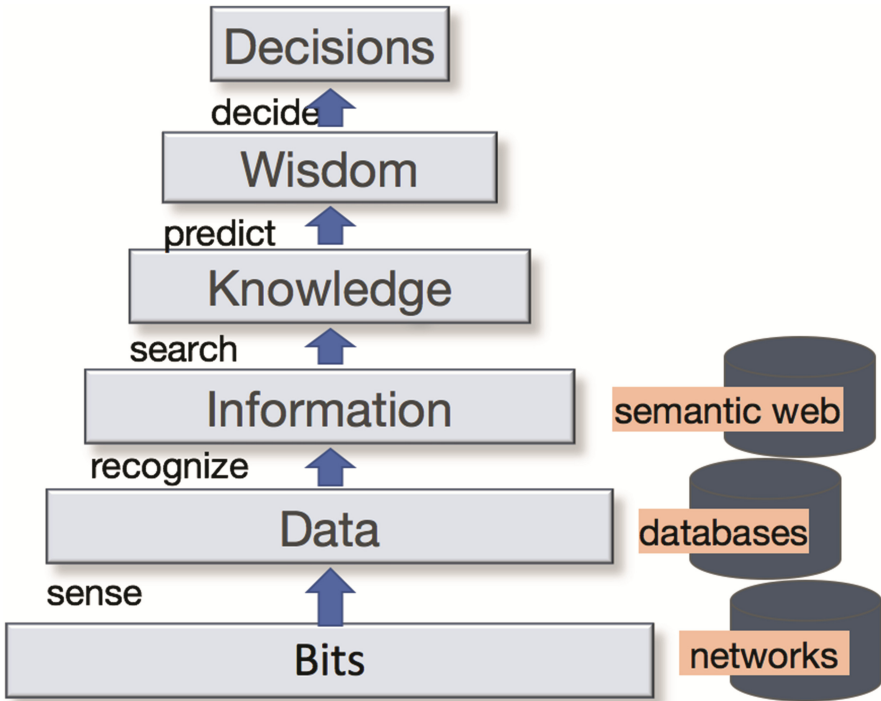 Decisions
decide
Wisdom
predict
Knowledge
search
Information
semantic web
recognize
Data
databases
sense
Bits
networks